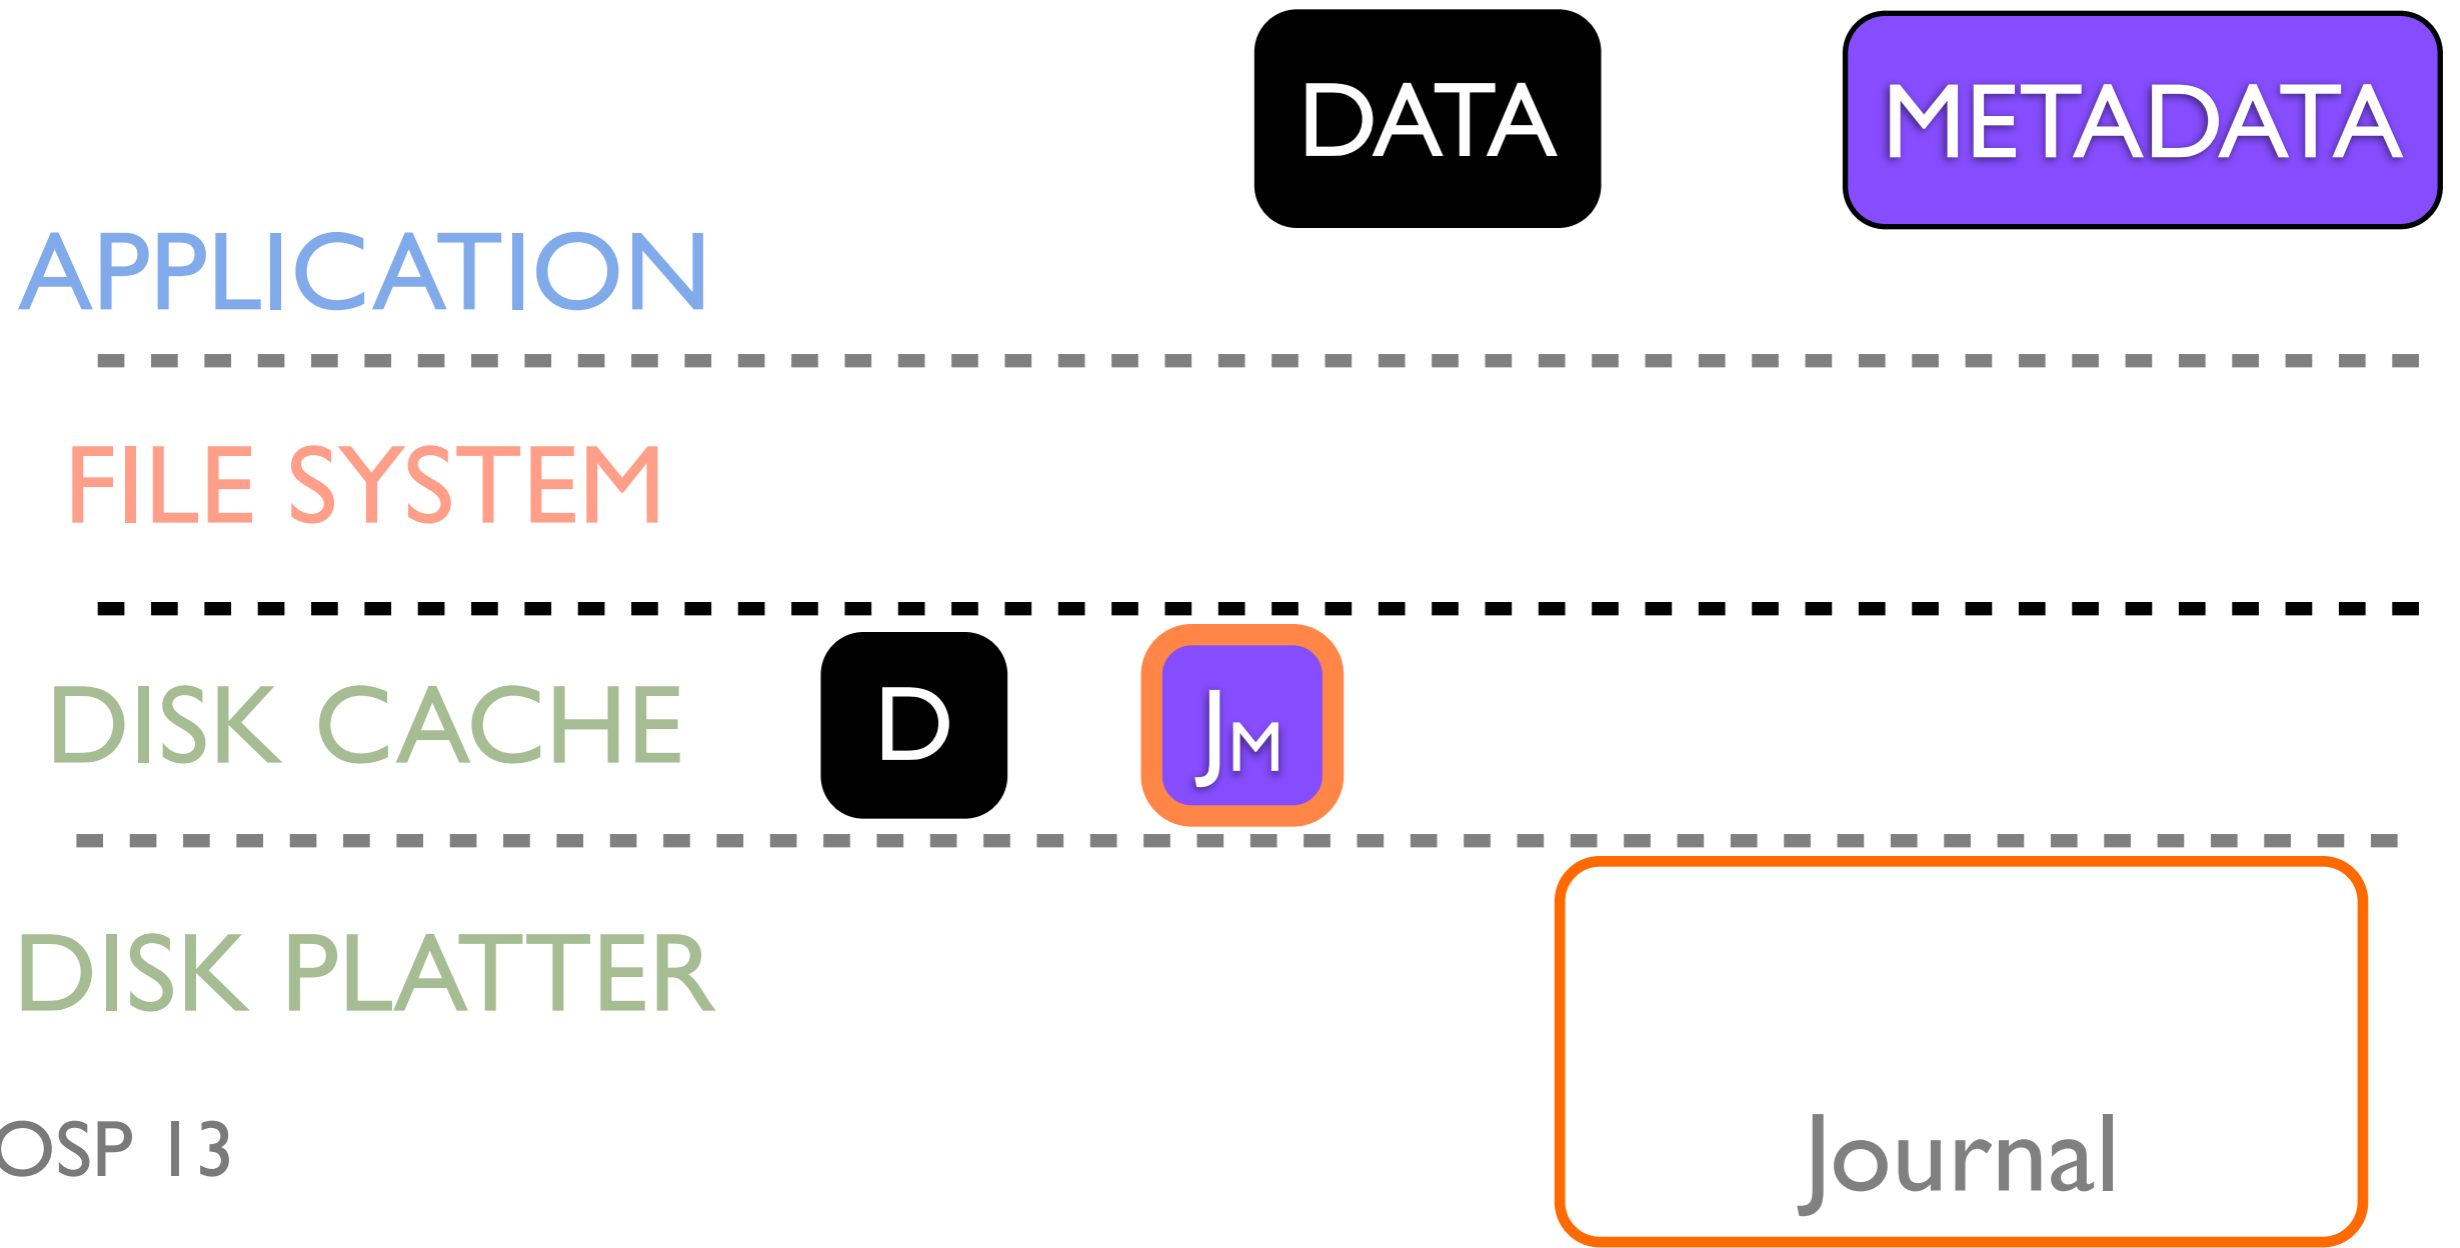 DATA
METADATA
APPLICATION
FILE SYSTEM
DISK CACHE
D
JM
DISK PLATTER
OSP 13
Journal